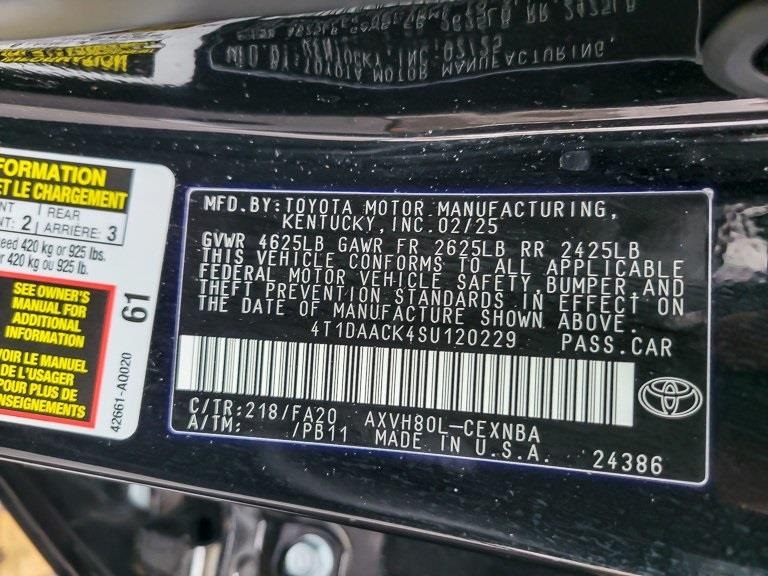 FORMATION
ET LE CHARGEMENT
NT : 2 REAR
ARRIÈRE: 3
eed 420 kg or 925 lbs.
r 420 kg ou 925 lb.
SEE OWNER'S
MANUAL FOR
ADDITIONAL
INFORMATION
VOIR LE MANUEL
DE L'USAGER
POUR PLUS DE
NSEIGNEMENTS
61
42661-AQ020
MFD.BY:TOYOTA MOTOR MANUFACTURING,
KENTUCKY,INC.02/25
GVWR 4625LB GAWR FR 2625LB RR 2425LB
THIS VEHICLE CONFORMS TO ALL APPLICABLE
FEDERAL MOTOR VEHICLE SAFETY,BUMPER AND
THEFT PREVENTION STANDARDS IN EFFECT ON
THE DATE OF MANUFACTURE SHOWN ABOVE.
4T1DAACK4SU120229 PASS.CAR
C/TR:218/FA20 AXVH80L-CEXNBA
A/TM: /PB11 MADE IN U.S.A. 24386